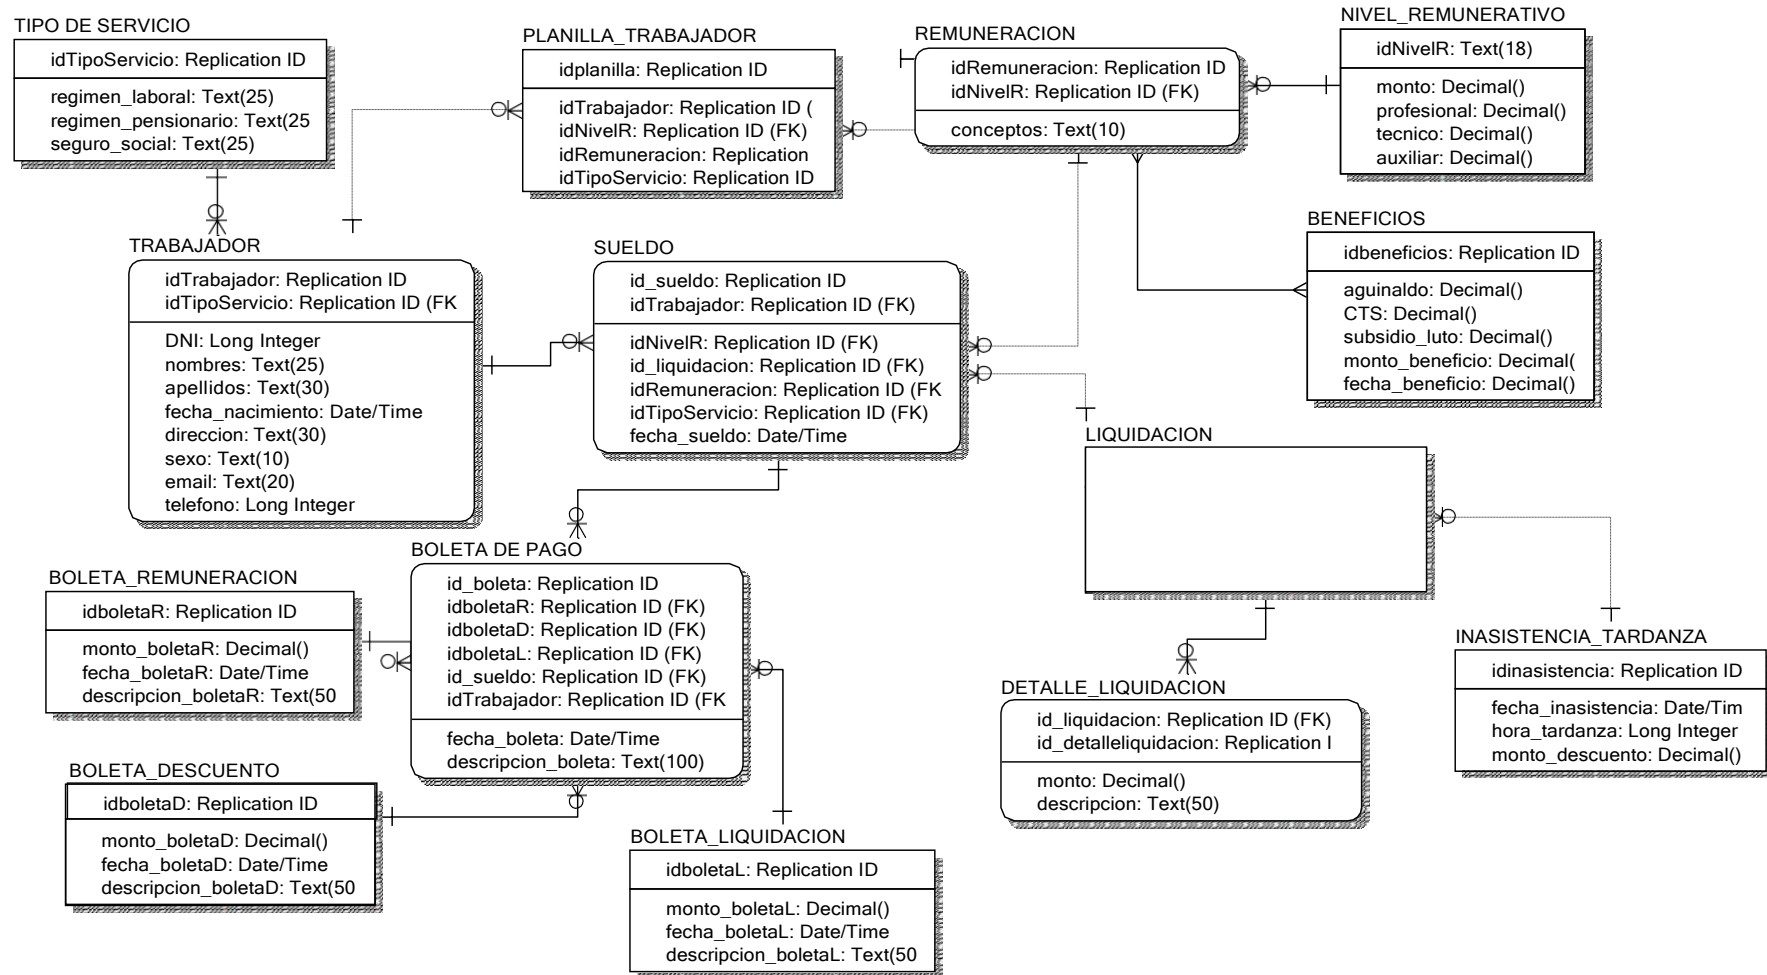 TIPO DE SERVICIO
idTipoServicio: Replication ID
regimen_laboral: Text(25)
regimen_pensionario: Text(25
seguro_social: Text(25)
PLANILLA_TRABAJADOR
idplanilla: Replication ID
idTrabajador: Replication ID (
idNivelR: Replication ID (FK)
idRemuneracion: Replication
idTipoServicio: Replication ID
REMUNERACION
idRemuneracion: Replication ID
idNivelR: Replication ID (FK)
conceptos: Text(10)
NIVEL_REMUNERATIVO
idNivelR: Text(18)
monto: Decimal()
profesional: Decimal()
tecnico: Decimal()
auxiliar: Decimal()
TRABAJADOR
idTrabajador: Replication ID
idTipoServicio: Replication ID (FK
DNI: Long Integer
nombres: Text(25)
apellidos: Text(30)
fecha_nacimiento: Date/Time
direccion: Text(30)
sexo: Text(10)
email: Text(20)
telefono: Long Integer
SUELDO
id_sueldo: Replication ID
idTrabajador: Replication ID (FK)
idNivelR: Replication ID (FK)
id_liquidacion: Replication ID (FK)
idRemuneracion: Replication ID (FK
idTipoServicio: Replication ID (FK)
fecha_sueldo: Date/Time
BENEFICIOS
idbeneficios: Replication ID
aguinaldo: Decimal()
CTS: Decimal()
subsidio_luto: Decimal()
monto_beneficio: Decimal(
fecha_beneficio: Decimal()
LIQUIDACION
BOLETA_REMUNERACION
idboletaR: Replication ID
monto_boletaR: Decimal()
fecha_boletaR: Date/Time
descripcion_boletaR: Text(50
BOLETA DE PAGO
id_boleta: Replication ID
idboletaR: Replication ID (FK)
idboletaD: Replication ID (FK)
idboletaL: Replication ID (FK)
id_sueldo: Replication ID (FK)
idTrabajador: Replication ID (FK
fecha_boleta: Date/Time
descripcion_boleta: Text(100)
INASISTENCIA_TARDANZA
idinasistencia: Replication ID
fecha_inasistencia: Date/Tim
hora_tardanza: Long Integer
monto_descuento: Decimal()
DETALLE_LIQUIDACION
id_liquidacion: Replication ID (FK)
id_detalleliquidacion: Replication I
monto: Decimal()
descripcion: Text(50)
BOLETA_DESCUENTO
idboletaD: Replication ID
monto_boletaD: Decimal()
fecha_boletaD: Date/Time
descripcion_boletaD: Text(50
BOLETA_LIQUIDACION
idboletaL: Replication ID
monto_boletaL: Decimal()
fecha_boletaL: Date/Time
descripcion_boletaL: Text(50